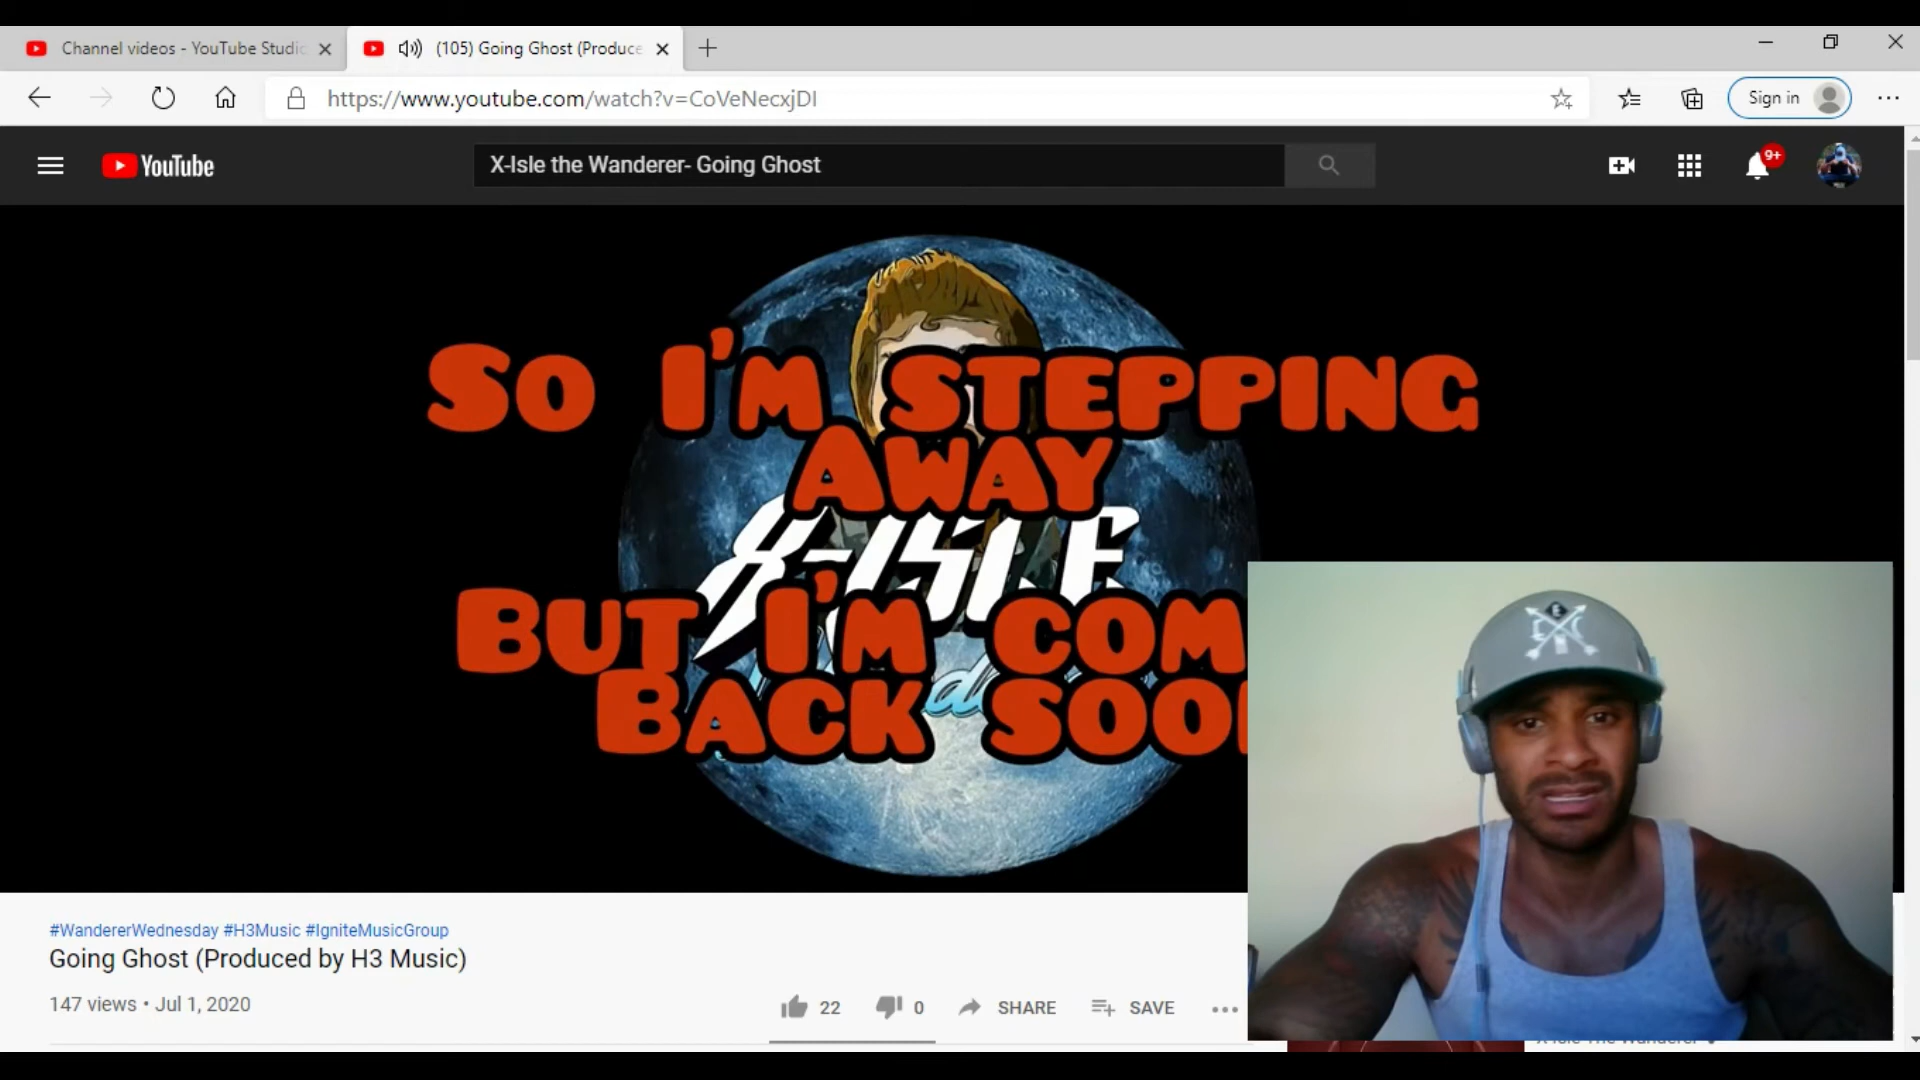 Channel videos - YouTube Studi
(105) Going Ghost (Produce
https://www.youtube.com/watch?v=CoVeNecxjDI
Sign in
YouTube
X-Isle the Wanderer- Going Ghost
9+
So I'm stepping
Away
X-ISLE
But I'm com
Back soo
#WandererWednesday #H3Music #IgniteMusicGroup
Going Ghost (Produced by H3 Music)
147 views • Jul 1, 2020
22
0
SHARE
SAVE